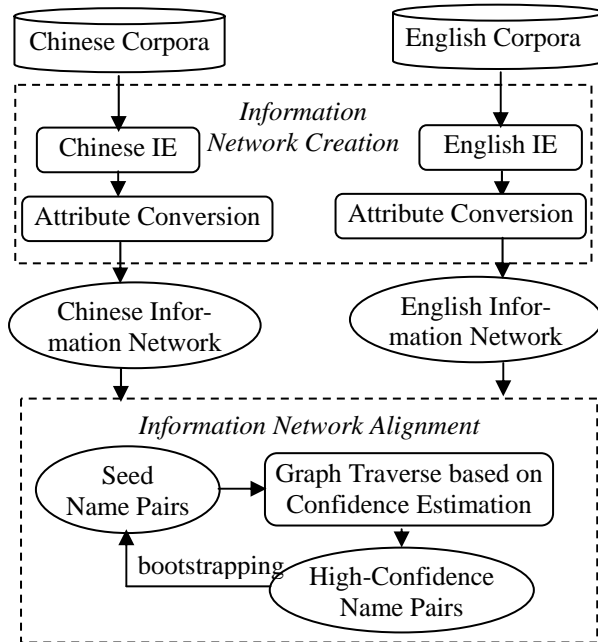 Chinese Corpora
English Corpora
Information
Network Creation
Chinese IE
English IE
Attribute Conversion
Attribute Conversion
Chinese Infor-
mation Network
English Infor-
mation Network
Information Network Alignment
Seed
Name Pairs
Graph Traverse based on
Confidence Estimation
bootstrapping
High-Confidence
Name Pairs